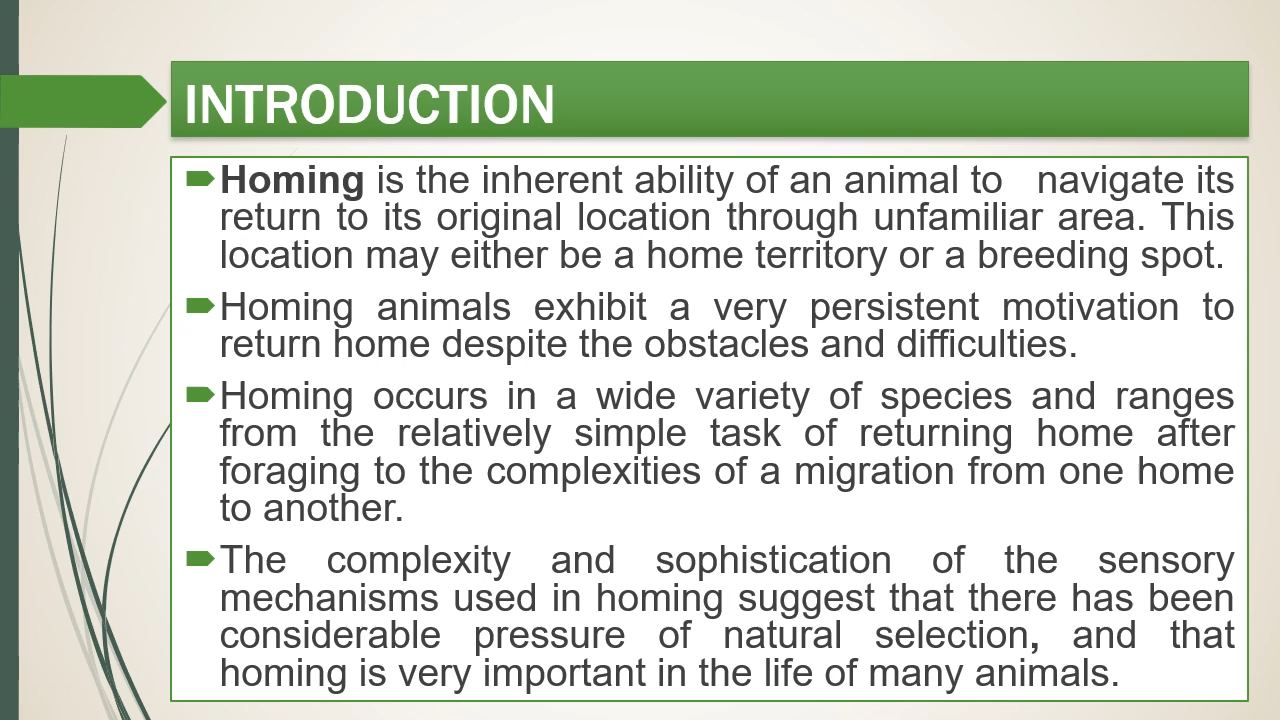 INTRODUCTION
Homing is the inherent ability of an animal to navigate its
return to its original location through unfamiliar area. This
location may either be a home territory or a breeding spot.
Homing animals exhibit a very persistent motivation to
return home despite the obstacles and difficulties.
Homing occurs in a wide variety of species and ranges
from the relatively simple task of returning home after
foraging to the complexities of a migration from one home
to another.
The complexity and sophistication of the sensory
mechanisms used in homing suggest that there has been
considerable pressure of natural selection, and that
homing is very important in the life of many animals.